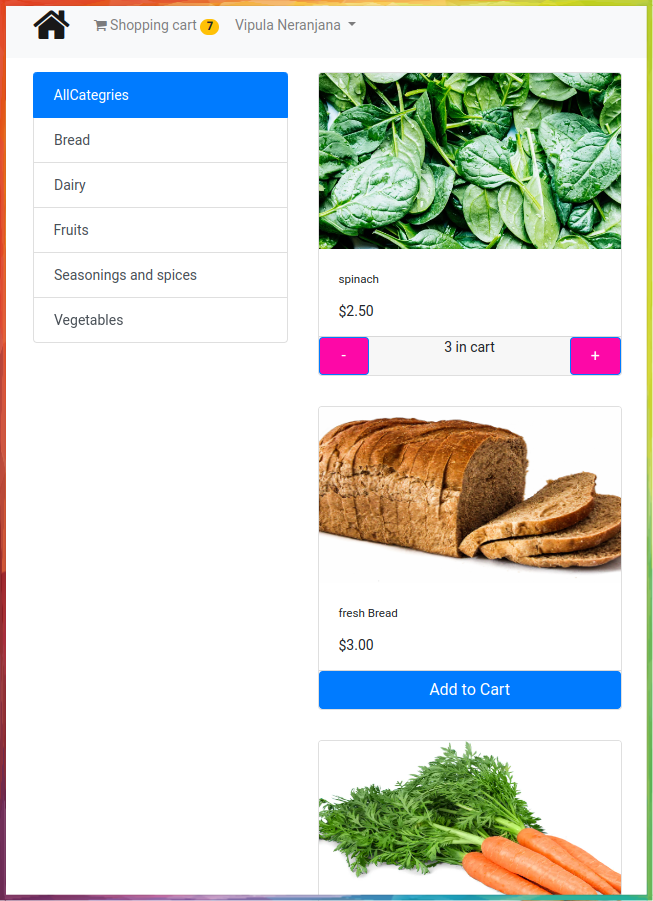 Shopping cart 7 Vipula Neranjana
AllCategries
Bread
Dairy
Fruits
Seasonings and spices
Vegetables
spinach
$2.50
- 3 in cart +
fresh Bread
$3.00
Add to Cart